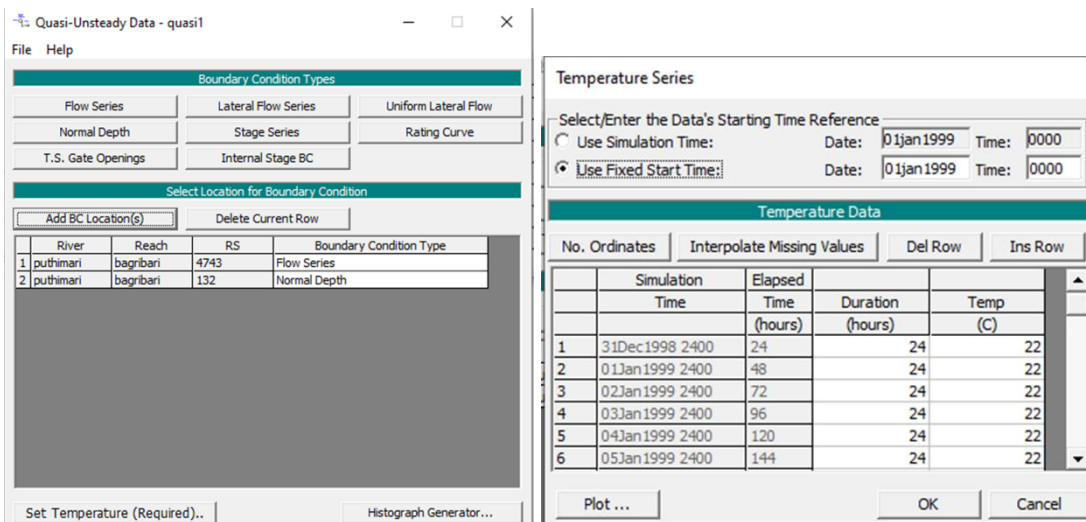 Quasi-Unsteady Data - quasi1
File Help
Boundary Condition Types
Flow Series Lateral Flow Series Uniform Lateral Flow
Normal Depth Stage Series Rating Curve
T.S. Gate Openings Internal Stage BC
Select Location for Boundary Condition
Add BC Location(s) Delete Current Row
River Reach RS Boundary Condition Type
1 puthimari bagribari 4743 Flow Series
2 puthimari bagribari 132 Normal Depth
Set Temperature (Required).. Histograph Generator...
Temperature Series
Select/Enter the Data's Starting Time Reference
Use Simulation Time: Date: 01jan1999 Time: 0000
Use Fixed Start Time: Date: 01jan1999 Time: 0000
Temperature Data
No. Ordinates Interpolate Missing Values Del Row Ins Row
Simulation Elapsed
Time Time Duration Temp
(hours) (hours) (C)
1 31Dec1998 2400 24 24 22
2 01Jan1999 2400 48 24 22
3 02Jan1999 2400 72 24 22
4 03Jan1999 2400 96 24 22
5 04Jan1999 2400 120 24 22
6 05Jan1999 2400 144 24 22
Plot ... OK Cancel